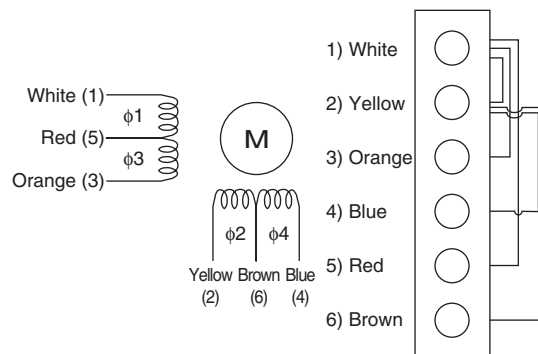 White (1)
ϕ1
Red (5)
ϕ3
Orange (3)
M
ϕ2 ϕ4
Yellow Brown Blue
(2) (6) (4)
1) White
2) Yellow
3) Orange
4) Blue
5) Red
6) Brown